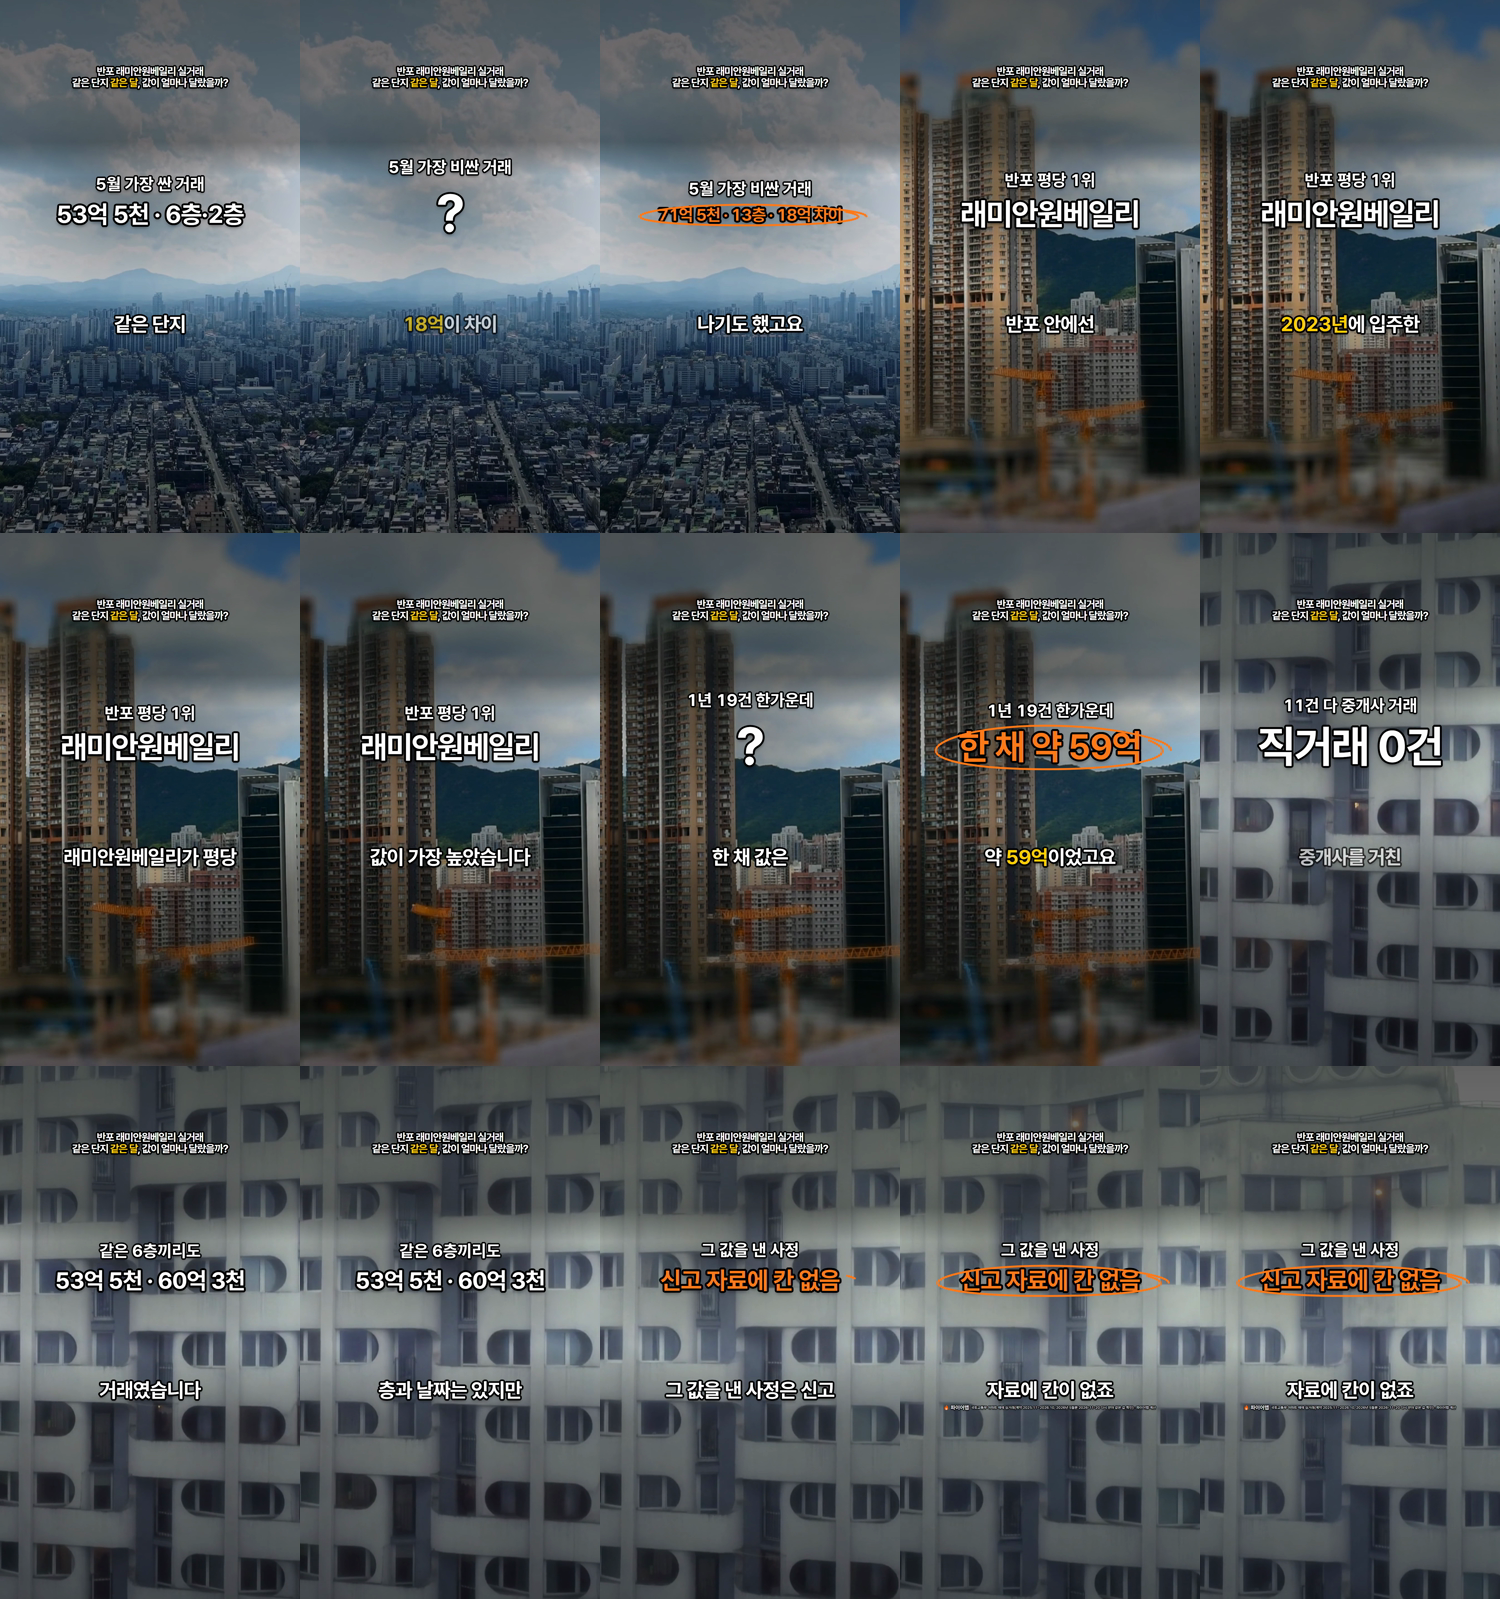 반포 래미안원베일리 실거래
같은 단지 같은 달, 값이 얼마나 달랐을까?
5월 가장 싼 거래
53억 5천 · 6층·2층
같은 단지
반포 래미안원베일리 실거래
같은 단지 같은 달, 값이 얼마나 달랐을까?
5월 가장 비싼 거래
?
18억이 차이
반포 래미안원베일리 실거래
같은 단지 같은 달, 값이 얼마나 달랐을까?
5월 가장 비싼 거래
71억 5천 · 13층 · 18억 차이
나기도 했고요
반포 래미안원베일리 실거래
같은 단지 같은 달, 값이 얼마나 달랐을까?
반포 평당 1위
래미안원베일리
반포 안에선
반포 래미안원베일리 실거래
같은 단지 같은 달, 값이 얼마나 달랐을까?
반포 평당 1위
래미안원베일리
2023년에 입주한
반포 래미안원베일리 실거래
같은 단지 같은 달, 값이 얼마나 달랐을까?
반포 평당 1위
래미안원베일리
래미안원베일리가 평당
반포 래미안원베일리 실거래
같은 단지 같은 달, 값이 얼마나 달랐을까?
반포 평당 1위
래미안원베일리
값이 가장 높았습니다
반포 래미안원베일리 실거래
같은 단지 같은 달, 값이 얼마나 달랐을까?
1년 19건 한가운데
?
한 채 값은
반포 래미안원베일리 실거래
같은 단지 같은 달, 값이 얼마나 달랐을까?
1년 19건 한가운데
한 채 약 59억
약 59억이었고요
반포 래미안원베일리 실거래
같은 단지 같은 달, 값이 얼마나 달랐을까?
11건 다 중개사 거래
직거래 0건
중개사를 거친
반포 래미안원베일리 실거래
같은 단지 같은 달, 값이 얼마나 달랐을까?
같은 6층끼리도
53억 5천 · 60억 3천
거래였습니다
반포 래미안원베일리 실거래
같은 단지 같은 달, 값이 얼마나 달랐을까?
같은 6층끼리도
53억 5천 · 60억 3천
층과 날짜는 있지만
반포 래미안원베일리 실거래
같은 단지 같은 달, 값이 얼마나 달랐을까?
그 값을 낸 사정
신고 자료에 칸 없음
그 값을 낸 사정은 신고
반포 래미안원베일리 실거래
같은 단지 같은 달, 값이 얼마나 달랐을까?
그 값을 낸 사정
신고 자료에 칸 없음
자료에 칸이 없죠
파이어맵
반포 래미안원베일리 실거래
같은 단지 같은 달, 값이 얼마나 달랐을까?
그 값을 낸 사정
신고 자료에 칸 없음
자료에 칸이 없죠
파이어맵